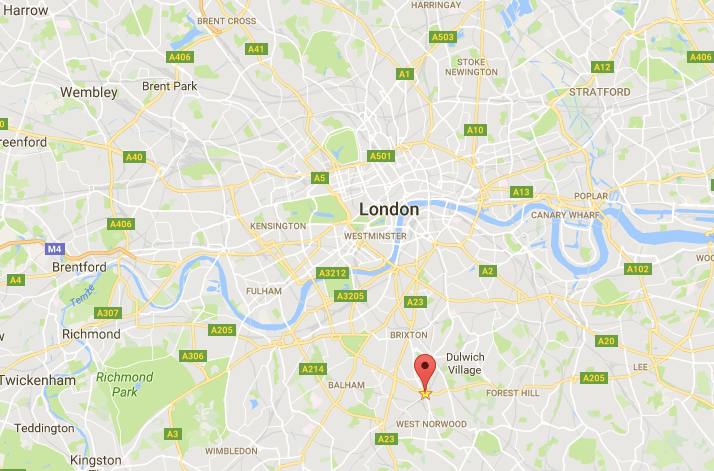 Harrow
HARRINGAY
BRENT CROSS
A503
A41
A406
A406
STOKE
NEWINGTON
A12
A1
Brent Park
Wembley
STRATFORD
A10
reenford
A40
A501
A5
A13
POPLAR
London
CANARY WHARF
A406
KENSINGTON
WESTMINSTER
M4
Brentford
A4
A3212
A2
A102
WOO
FULHAM
Temže
A3205
A23
A307
Richmond
A205
BRIXTON
A20
A306
Dulwich
Village
LEE
A214
Twickenham
Richmond
Park
BALHAM
A205
FOREST HILL
Teddington
WEST NORWOOD
A3
A23
WIMBLEDON
Kingston